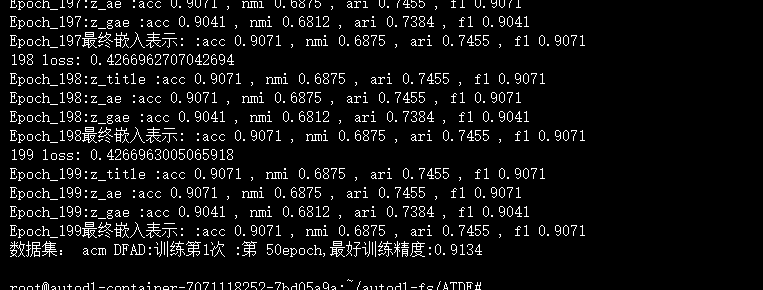 Epoch_197:z_ae :acc 0.9071 , nmi 0.6875 , ari 0.7455 , f1 0.9071
Epoch_197:z_gae :acc 0.9041 , nmi 0.6812 , ari 0.7384 , f1 0.9041
Epoch_197最终嵌入表示: :acc 0.9071 , nmi 0.6875 , ari 0.7455 , f1 0.9071
198 loss: 0.4266962707042694
Epoch_198:z_title :acc 0.9071 , nmi 0.6875 , ari 0.7455 , f1 0.9071
Epoch_198:z_ae :acc 0.9071 , nmi 0.6875 , ari 0.7455 , f1 0.9071
Epoch_198:z_gae :acc 0.9041 , nmi 0.6812 , ari 0.7384 , f1 0.9041
Epoch_198最终嵌入表示: :acc 0.9071 , nmi 0.6875 , ari 0.7455 , f1 0.9071
199 loss: 0.4266963005065918
Epoch_199:z_title :acc 0.9071 , nmi 0.6875 , ari 0.7455 , f1 0.9071
Epoch_199:z_ae :acc 0.9071 , nmi 0.6875 , ari 0.7455 , f1 0.9071
Epoch_199:z_gae :acc 0.9041 , nmi 0.6812 , ari 0.7384 , f1 0.9041
Epoch_199最终嵌入表示: :acc 0.9071 , nmi 0.6875 , ari 0.7455 , f1 0.9071
数据集: acm DFAD:训练第1次 :第 50epoch,最好训练精度:0.9134